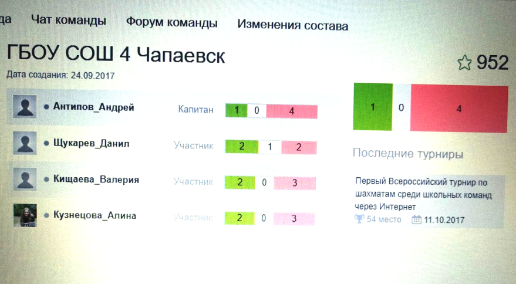 да Чат команды Форум команды Изменения состава
ГБОУ СОШ 4 Чапаевск
952
Дата создания: 24.09.2017
Антипов_Андрей Капитан 1 0 4
1 0 4
Щукарев_Данил Участник 2 1 2
Последние турниры
Кищаева_Валерия Участник 2 0 3
Первый Всероссийский турнир по
шахматам среди школьных команд
через Интернет
Кузнецова_Алина Участник 2 0 3
54 место 11.10.2017